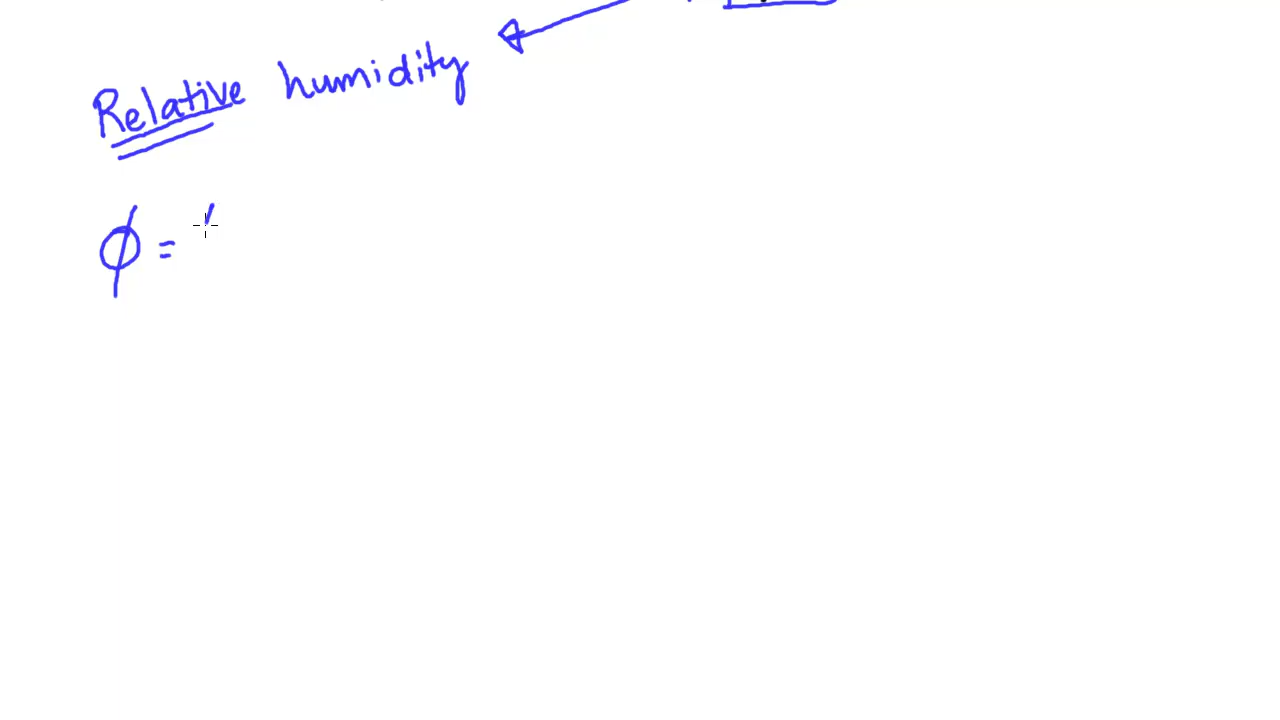 Relative humidity
ϕ =